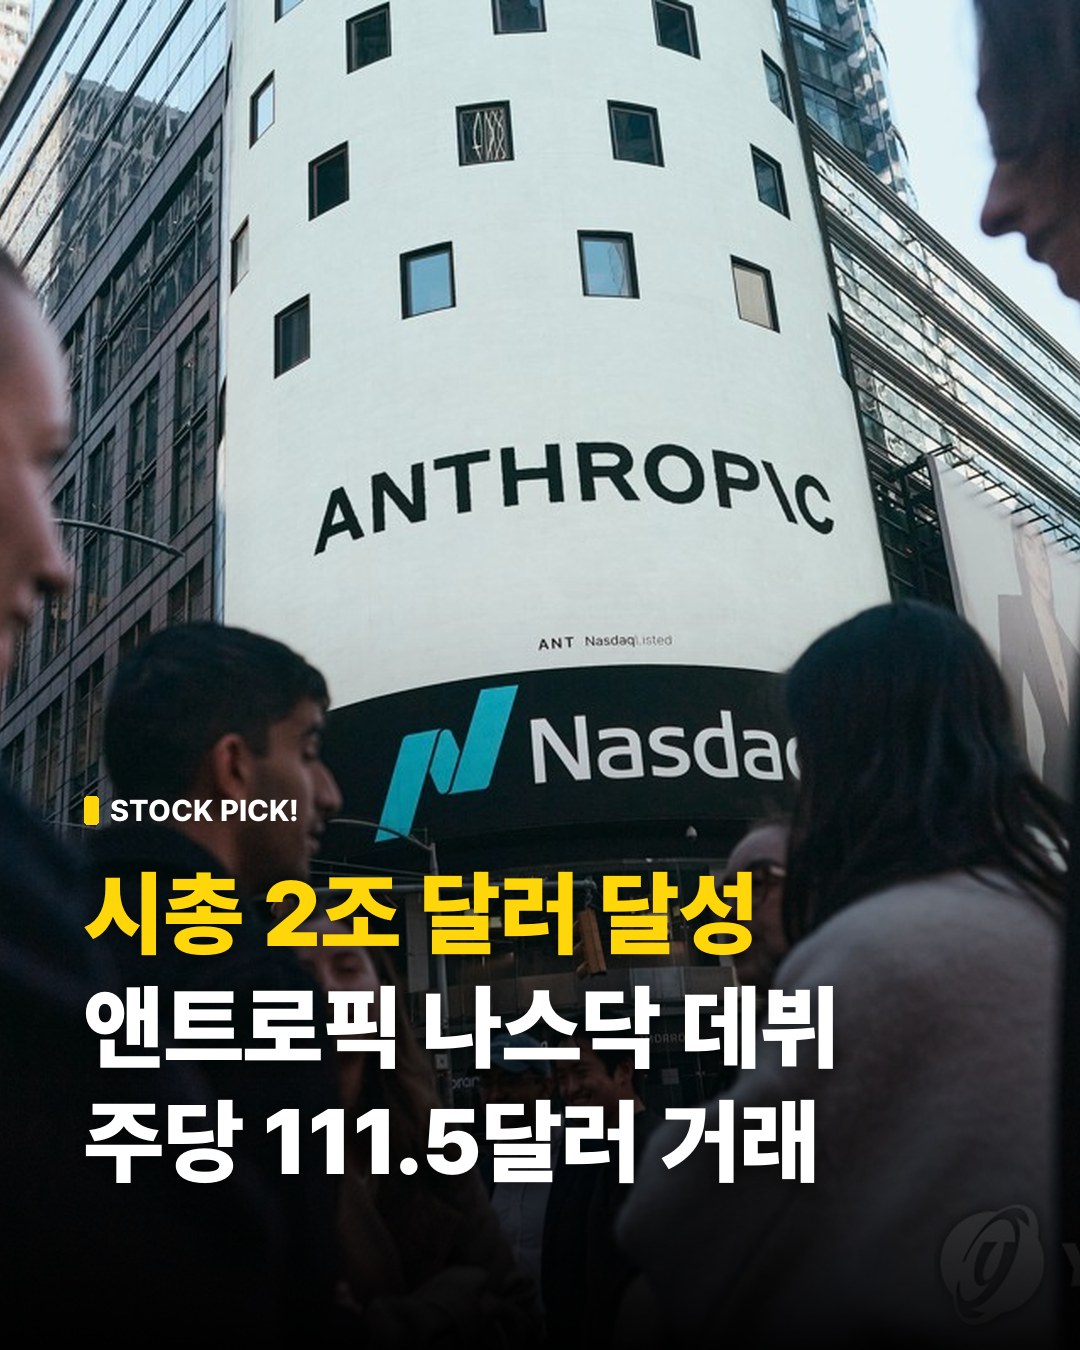 ANTHROP\C
ANT NasdaqListed
Nasdaq
STOCK PICK!
시총 2조 달러 달성
앤트로픽 나스닥 데뷔
주당 111.5달러 거래
Y